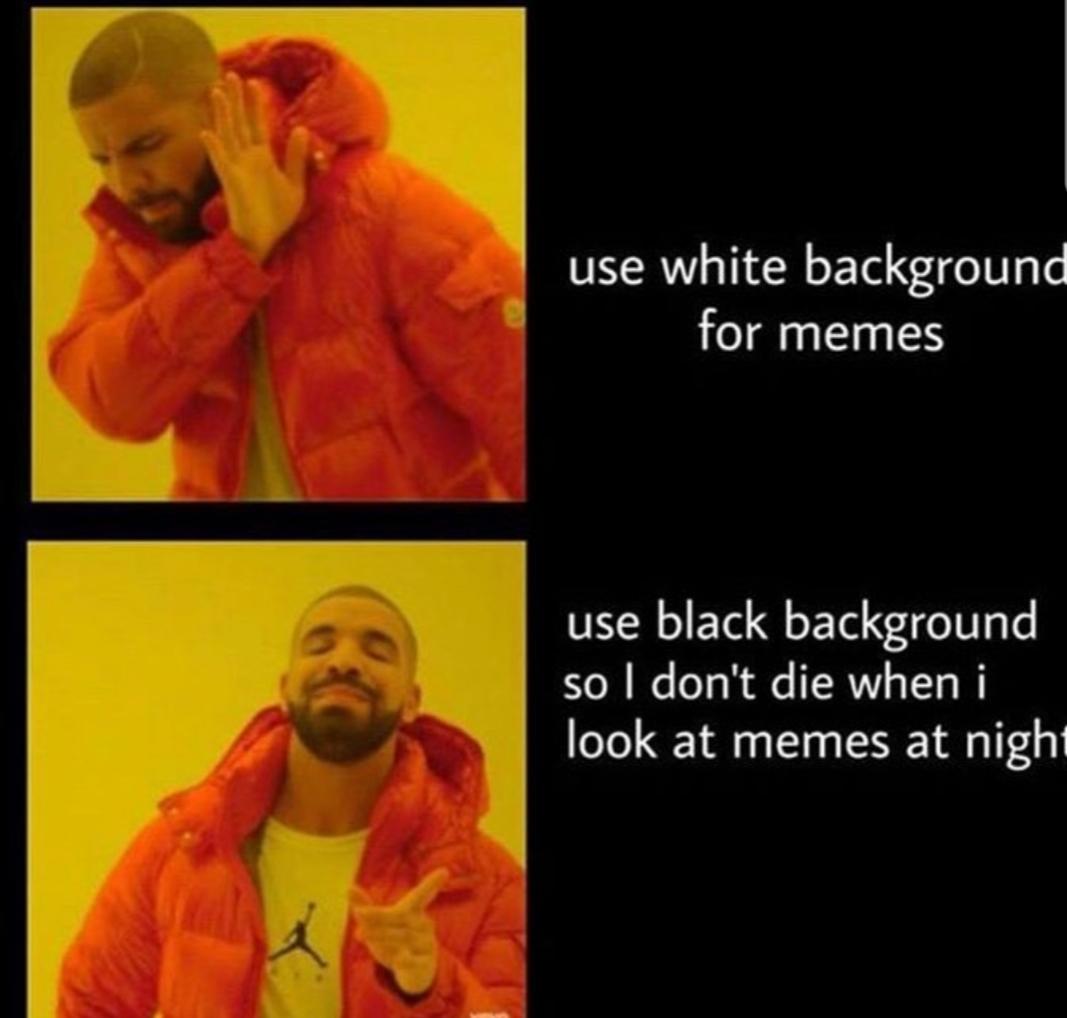 use white background
for memes
use black background
so I don't die when i
look at memes at night